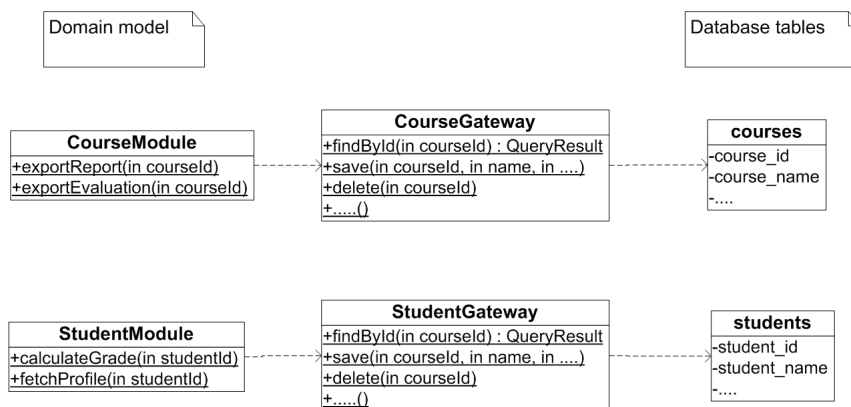 Domain model
Database tables
CourseModule
+exportReport(in courseId)
+exportEvaluation(in courseId)
CourseGateway
+findById(in courseId) : QueryResult
+save(in courseId, in name, in ....)
+delete(in courseId)
+.....()
courses
-course_id
-course_name
-....
StudentModule
+calculateGrade(in studentId)
+fetchProfile(in studentId)
StudentGateway
+findById(in courseId) : QueryResult
+save(in courseId, in name, in ....)
+delete(in courseId)
+.....()
students
-student_id
-student_name
-....